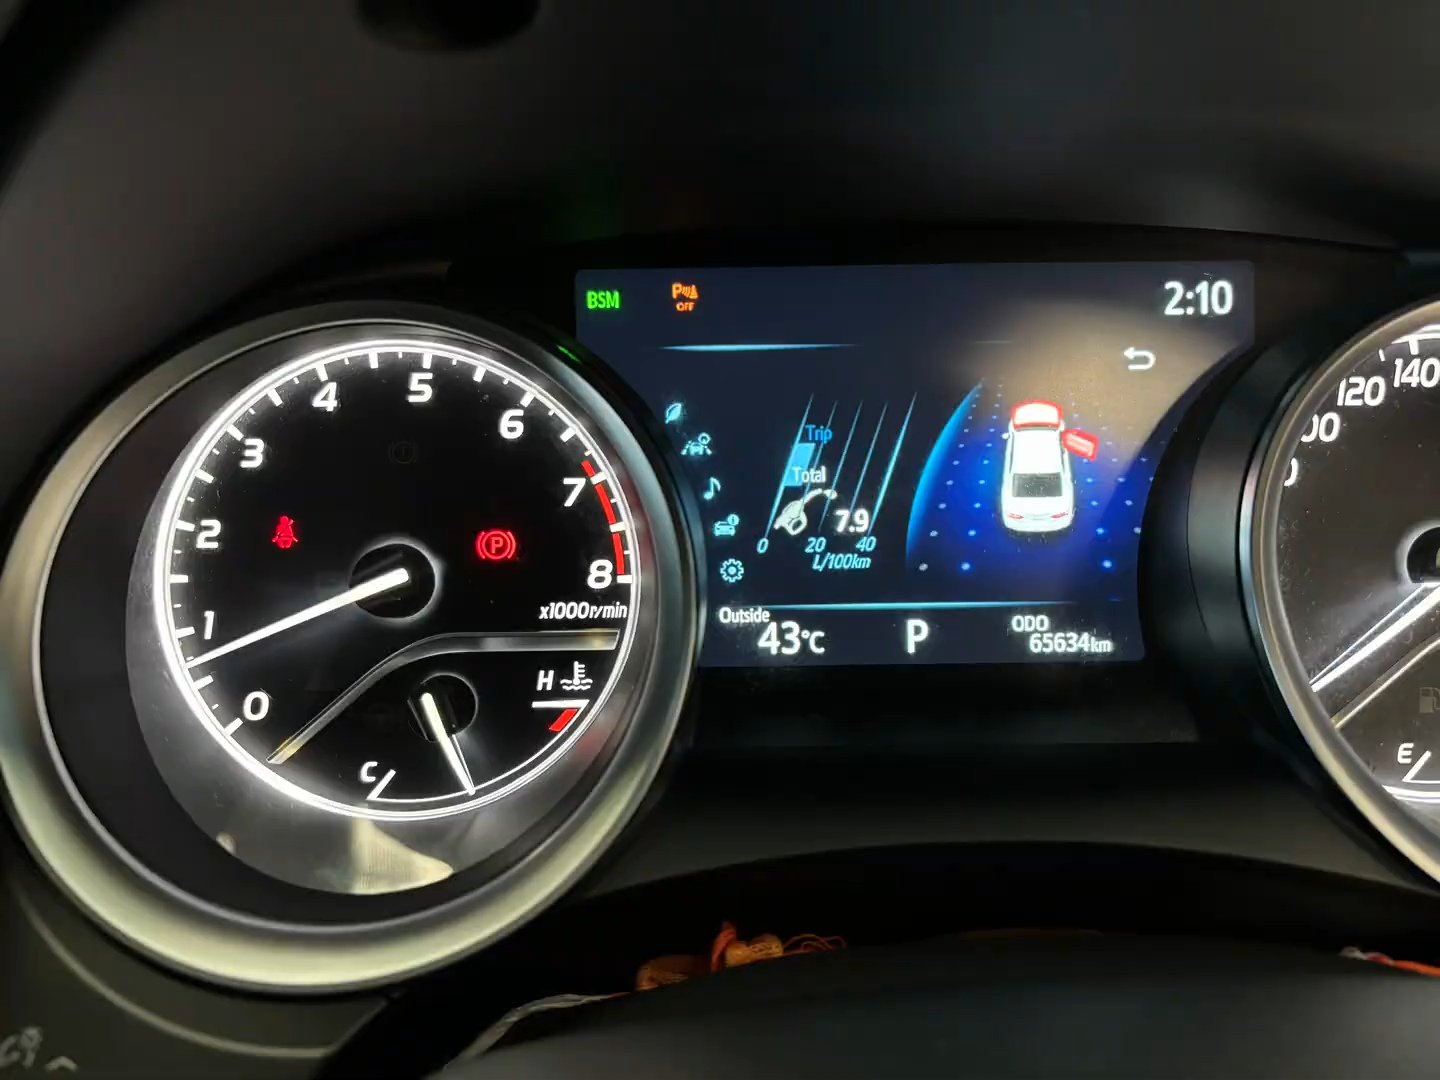 BSM
P
OFF
2:10
0
1
2
3
4
5
6
7
8
x1000r/min
P
H
C
Trip
Total
7.9
0 20 40
L/100km
Outside
43°C
P
ODO
65634km
120
140
E